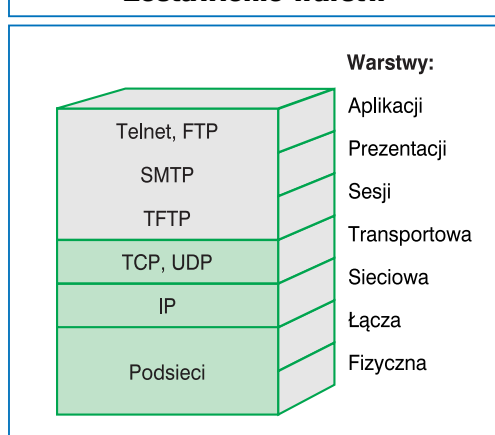 Warstwy:
Telnet, FTP
SMTP
TFTP
TCP, UDP
IP
Podsieci
Aplikacji
Prezentacji
Sesji
Transportowa
Sieciowa
Łącza
Fizyczna